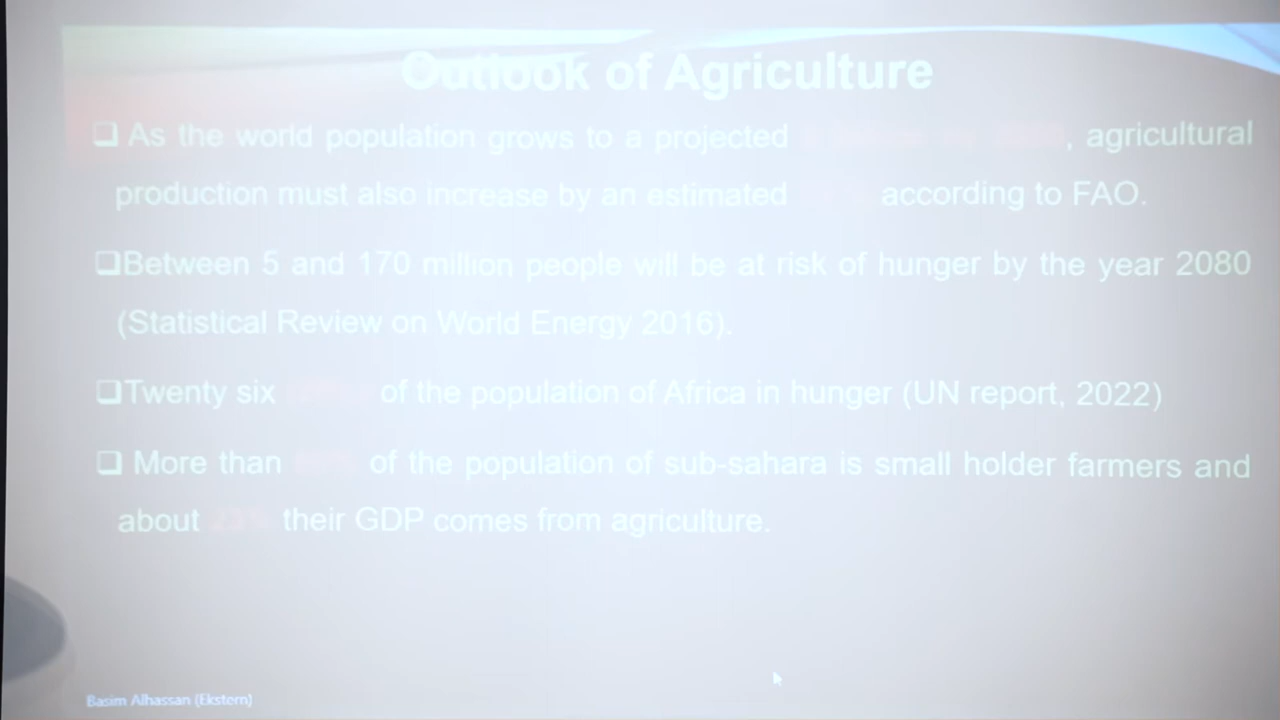 Outlook of Agriculture
❑ As the world population grows to a projected , agricultural
production must also increase by an estimated according to FAO.
❑Between 5 and 170 million people will be at risk of hunger by the year 2080
(Statistical Review on World Energy 2016).
❑Twenty six of the population of Africa in hunger (UN report, 2022)
❑ More than of the population of sub-sahara is small holder farmers and
about 23% their GDP comes from agriculture.
Basim Alhassan (Ekstern)